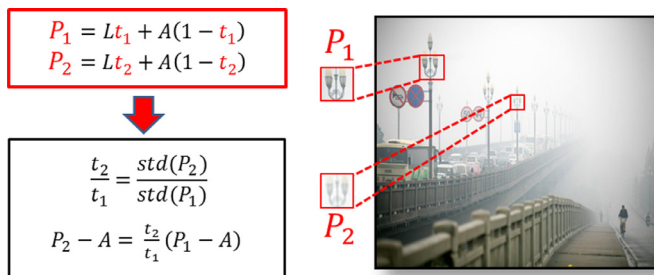 P₁ = Lt₁ + A(1 − t₁)
P₂ = Lt₂ + A(1 − t₂)
t₂/t₁ = std(P₂)/std(P₁)
P₂ − A = t₂/t₁ (P₁ − A)
P₁
P₂